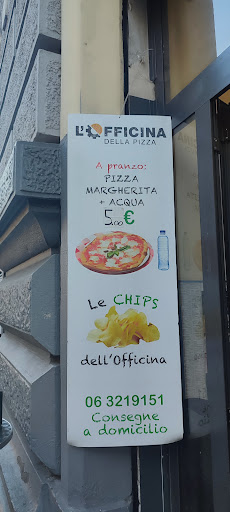 L'OFFICINA
DELLA PIZZA
A pranzo:
PIZZA
MARGHERITA
+ ACQUA
5,00 €
Le CHIPS
dell'Officina
06 3219151
Consegne
a domicilio